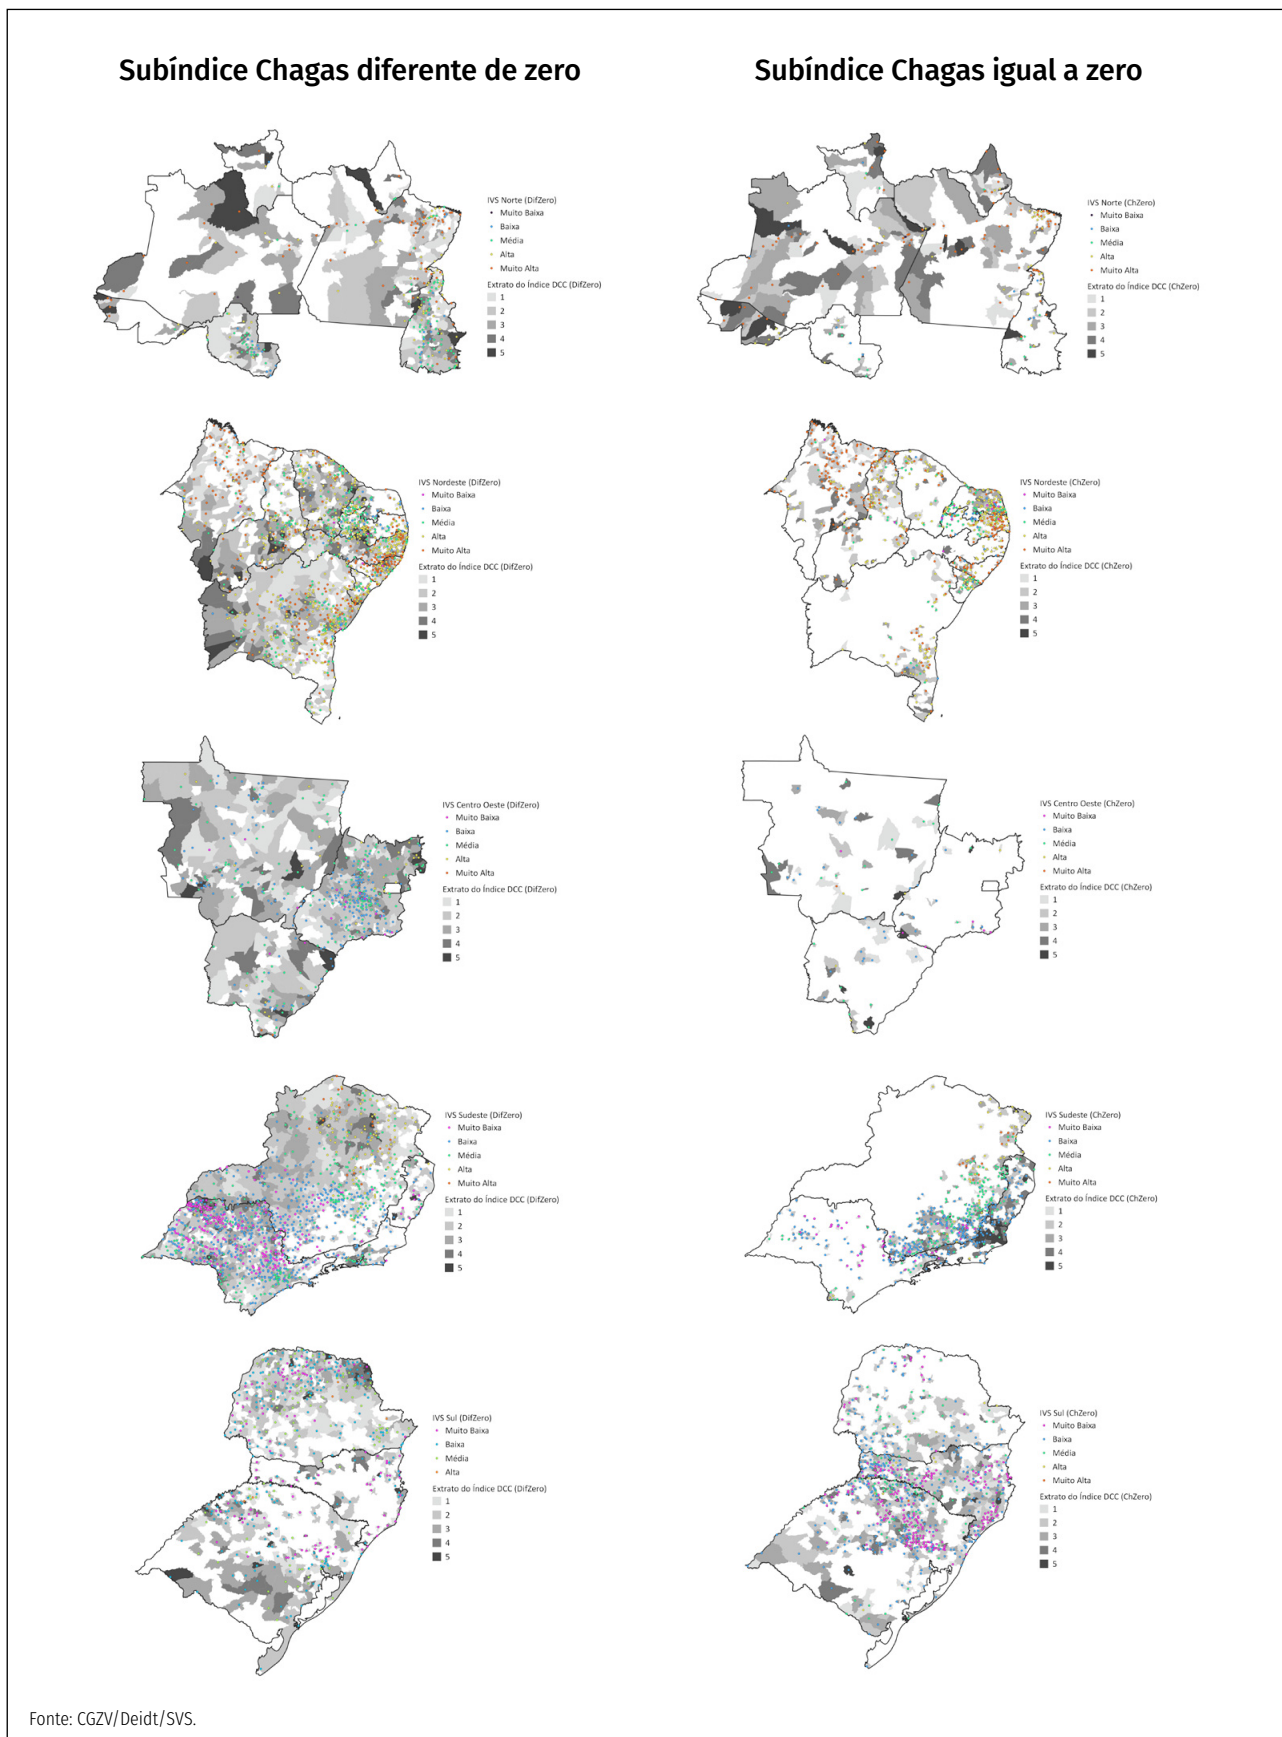 Subíndice Chagas diferente de zero
Subíndice Chagas igual a zero
IVS Norte (DifZero)
Muito Baixa
Baixa
Média
Alta
Muito Alta
Extrato do Índice DCC (DifZero)
1
2
3
4
5
IVS Norte (ChZero)
Muito Baixa
Baixa
Média
Alta
Muito Alta
Extrato do Índice DCC (ChZero)
1
2
3
4
5
IVS Nordeste (DifZero)
Muito Baixa
Baixa
Média
Alta
Muito Alta
Extrato do Índice DCC (DifZero)
1
2
3
4
5
IVS Nordeste (ChZero)
Muito Baixa
Baixa
Média
Alta
Muito Alta
Extrato do Índice DCC (ChZero)
1
2
3
4
5
IVS Centro Oeste (DifZero)
Muito Baixa
Baixa
Média
Alta
Muito Alta
Extrato do Índice DCC (DifZero)
1
2
3
4
5
IVS Centro Oeste (ChZero)
Muito Baixa
Baixa
Média
Alta
Muito Alta
Extrato do Índice DCC (ChZero)
1
2
3
4
5
IVS Sudeste (DifZero)
Muito Baixa
Baixa
Média
Alta
Muito Alta
Extrato do Índice DCC (DifZero)
1
2
3
4
5
IVS Sudeste (ChZero)
Muito Baixa
Baixa
Média
Alta
Muito Alta
Extrato do Índice DCC (ChZero)
1
2
3
4
5
IVS Sul (DifZero)
Muito Baixa
Baixa
Média
Alta
Extrato do Índice DCC (DifZero)
1
2
3
4
5
IVS Sul (ChZero)
Muito Baixa
Baixa
Média
Alta
Muito Alta
Extrato do Índice DCC (ChZero)
1
2
3
4
5
Fonte: CGZV/Deidt/SVS.